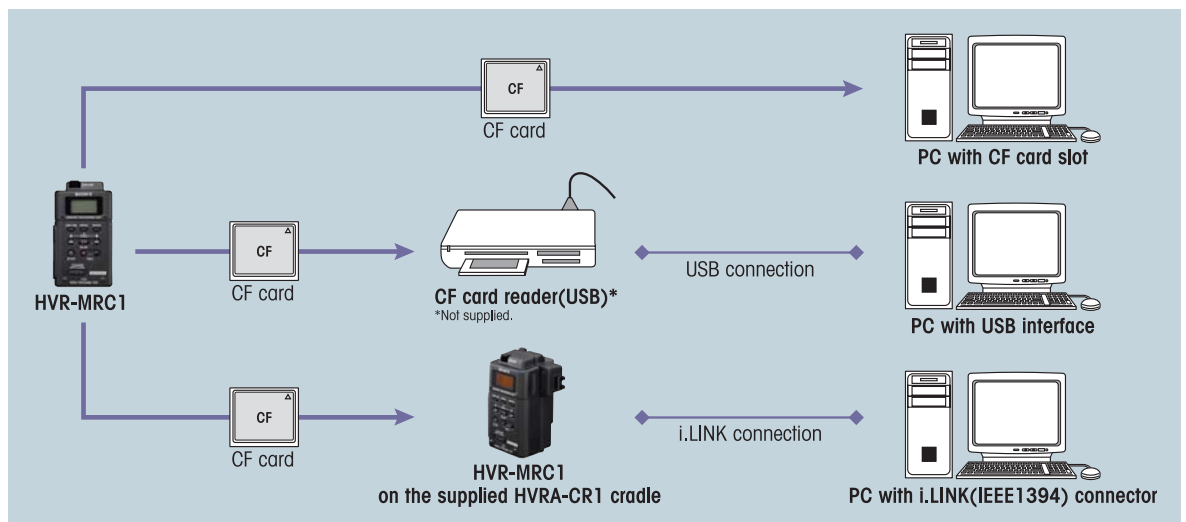 CF
CF card
PC with CF card slot
HVR-MRC1
CF
CF card
CF card reader(USB)*
*Not supplied.
USB connection
PC with USB interface
CF
CF card
HVR-MRC1
on the supplied HVRA-CR1 cradle
i.LINK connection
PC with i.LINK(IEEE1394) connector